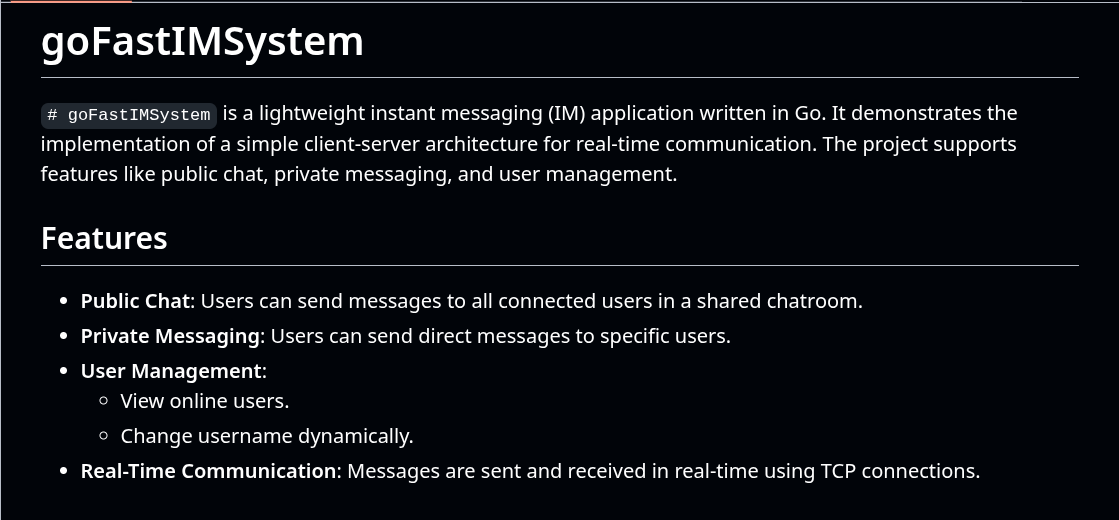 goFastIMSystem
# goFastIMSystem is a lightweight instant messaging (IM) application written in Go. It demonstrates the
implementation of a simple client-server architecture for real-time communication. The project supports
features like public chat, private messaging, and user management.
Features
• Public Chat: Users can send messages to all connected users in a shared chatroom.
• Private Messaging: Users can send direct messages to specific users.
• User Management:
◦ View online users.
◦ Change username dynamically.
• Real-Time Communication: Messages are sent and received in real-time using TCP connections.